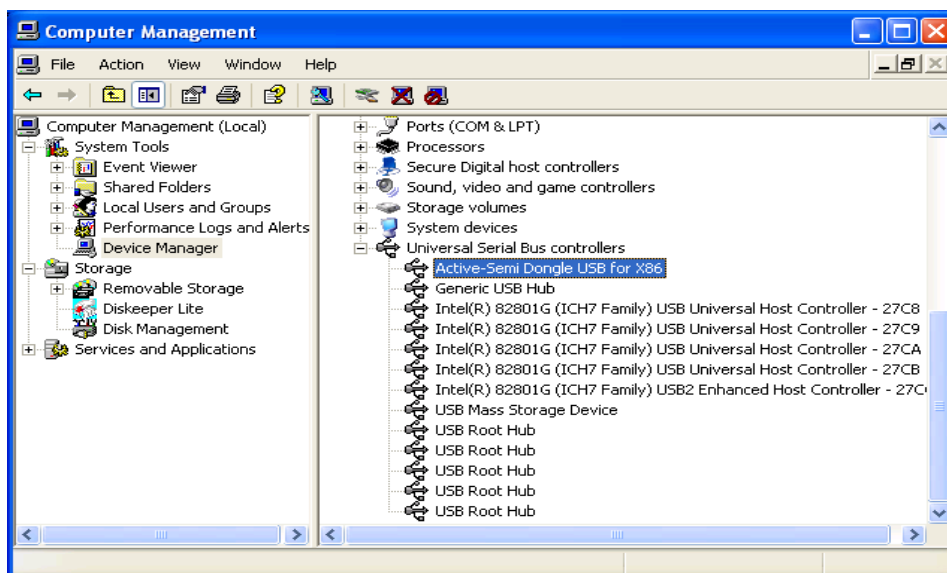 Computer Management
File Action View Window Help
Computer Management (Local)
System Tools
Event Viewer
Shared Folders
Local Users and Groups
Performance Logs and Alerts
Device Manager
Storage
Removable Storage
Diskeeper Lite
Disk Management
Services and Applications
Ports (COM & LPT)
Processors
Secure Digital host controllers
Sound, video and game controllers
Storage volumes
System devices
Universal Serial Bus controllers
Active-Semi Dongle USB for X86
Generic USB Hub
Intel(R) 82801G (ICH7 Family) USB Universal Host Controller - 27C8
Intel(R) 82801G (ICH7 Family) USB Universal Host Controller - 27C9
Intel(R) 82801G (ICH7 Family) USB Universal Host Controller - 27CA
Intel(R) 82801G (ICH7 Family) USB Universal Host Controller - 27CB
Intel(R) 82801G (ICH7 Family) USB2 Enhanced Host Controller - 27C
USB Mass Storage Device
USB Root Hub
USB Root Hub
USB Root Hub
USB Root Hub
USB Root Hub